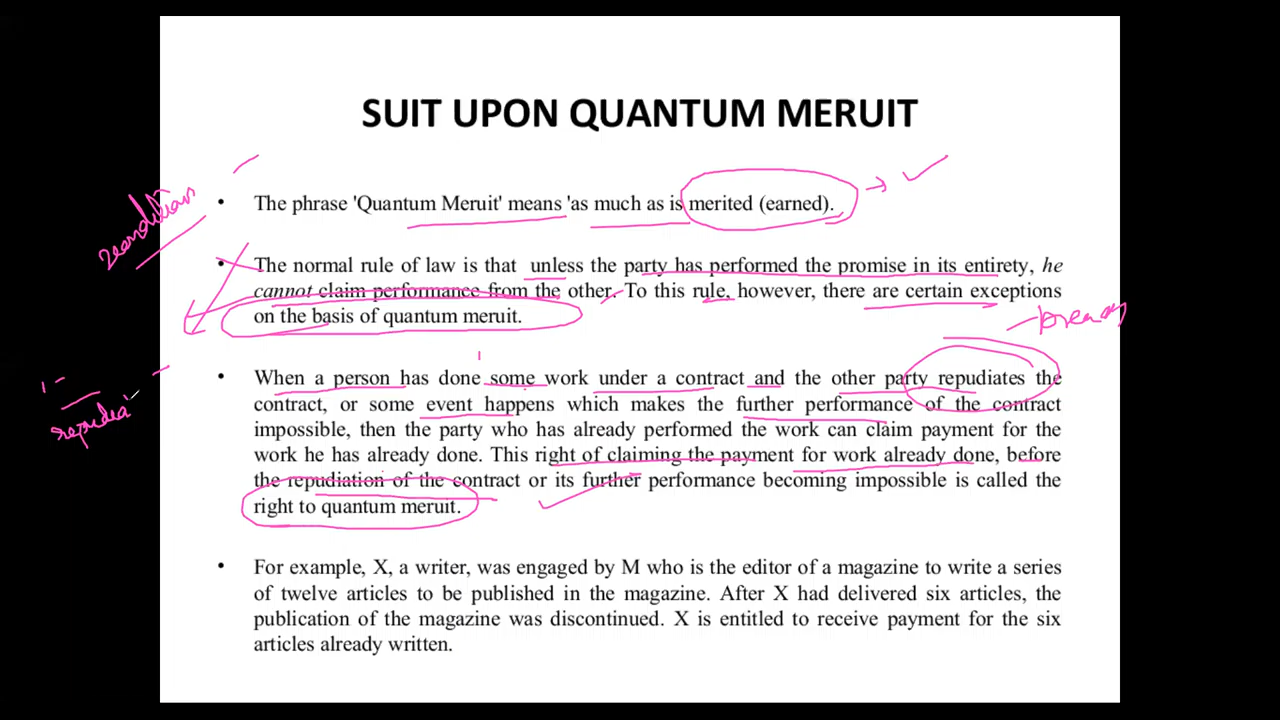 SUIT UPON QUANTUM MERUIT
• The phrase 'Quantum Meruit' means 'as much as is merited (earned).
• The normal rule of law is that unless the party has performed the promise in its entirety, he
cannot claim performance from the other. To this rule, however, there are certain exceptions
on the basis of quantum meruit.
• When a person has done some work under a contract and the other party repudiates the
contract, or some event happens which makes the further performance of the contract
impossible, then the party who has already performed the work can claim payment for the
work he has already done. This right of claiming the payment for work already done, before
the repudiation of the contract or its further performance becoming impossible is called the
right to quantum meruit.
• For example, X, a writer, was engaged by M who is the editor of a magazine to write a series
of twelve articles to be published in the magazine. After X had delivered six articles, the
publication of the magazine was discontinued. X is entitled to receive payment for the six
articles already written.